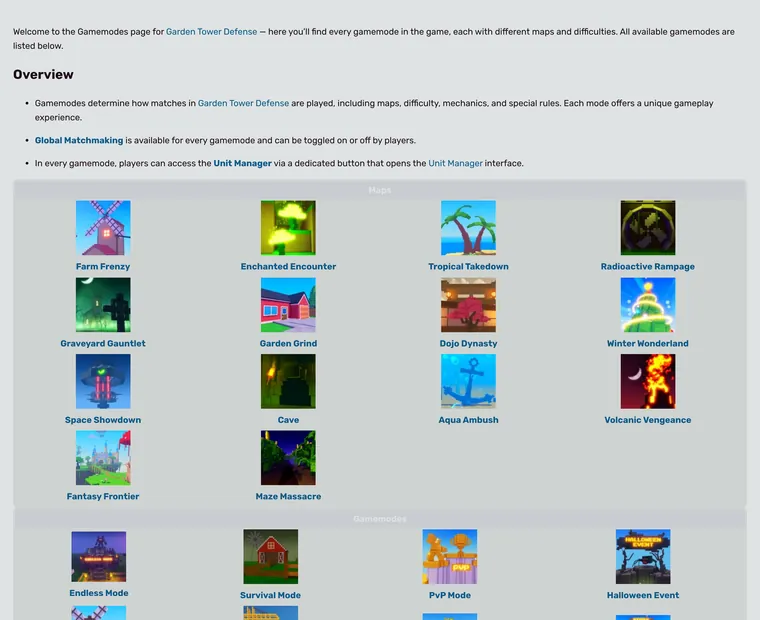 Welcome to the Gamemodes page for Garden Tower Defense — here you'll find every gamemode in the game, each with different maps and difficulties. All available gamemodes are
listed below.
Overview
• Gamemodes determine how matches in Garden Tower Defense are played, including maps, difficulty, mechanics, and special rules. Each mode offers a unique gameplay
experience.
• Global Matchmaking is available for every gamemode and can be toggled on or off by players.
• In every gamemode, players can access the Unit Manager via a dedicated button that opens the Unit Manager interface.
Maps
Farm Frenzy Enchanted Encounter Tropical Takedown Radioactive Rampage
Graveyard Gauntlet Garden Grind Dojo Dynasty Winter Wonderland
Space Showdown Cave Aqua Ambush Volcanic Vengeance
Fantasy Frontier Maze Massacre
Gamemodes
PVP
HALLOWEEN
EVENT
Endless Mode Survival Mode PvP Mode Halloween Event